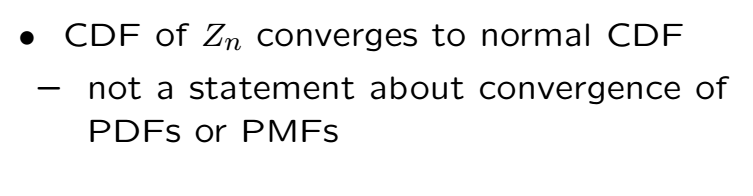 • CDF of Zn converges to normal CDF
– not a statement about convergence of
PDFs or PMFs